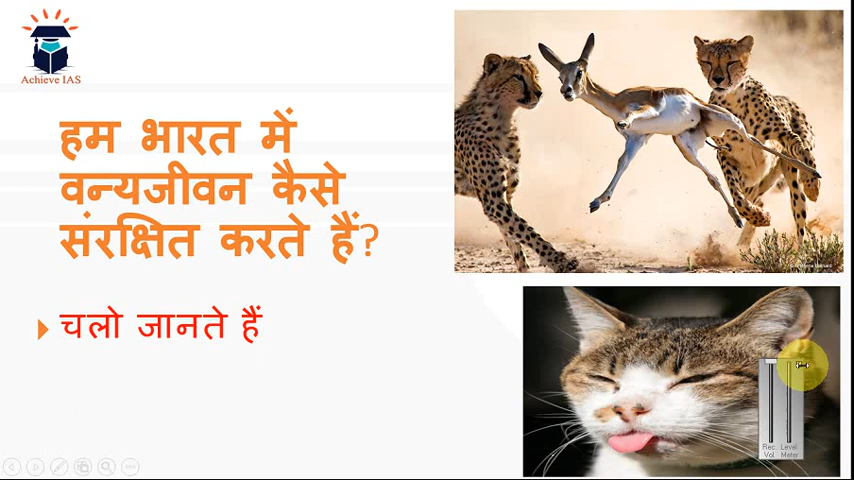 Achieve IAS
हम भारत में
वन्यजीवन कैसे
संरक्षित करते हैं?
चलो जानते हैं
Rec. Level
Vol Meter